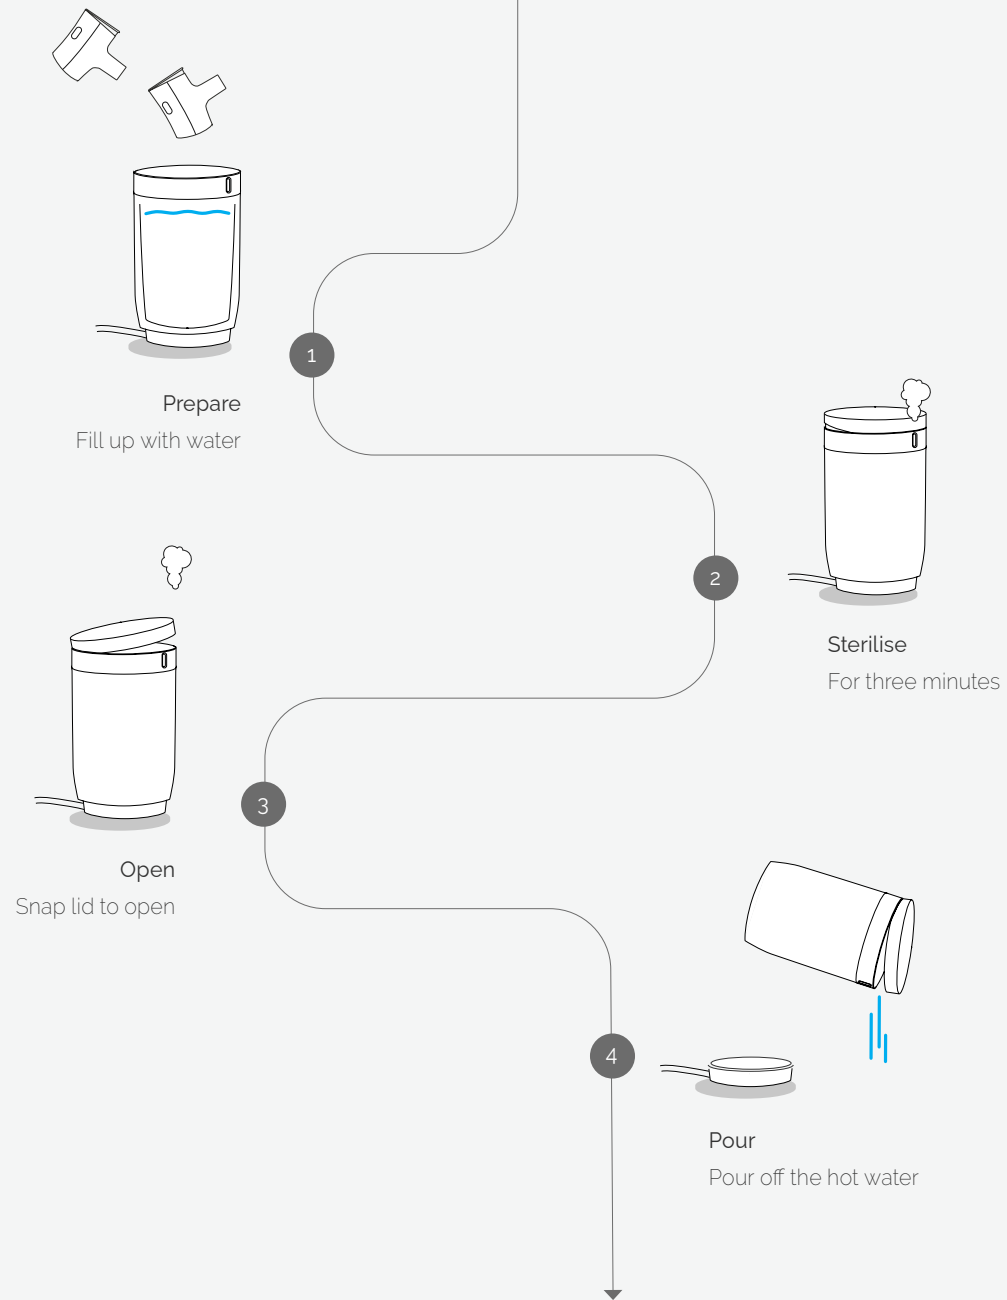 1
Prepare
Fill up with water
2
Sterilise
For three minutes
3
Open
Snap lid to open
4
Pour
Pour off the hot water